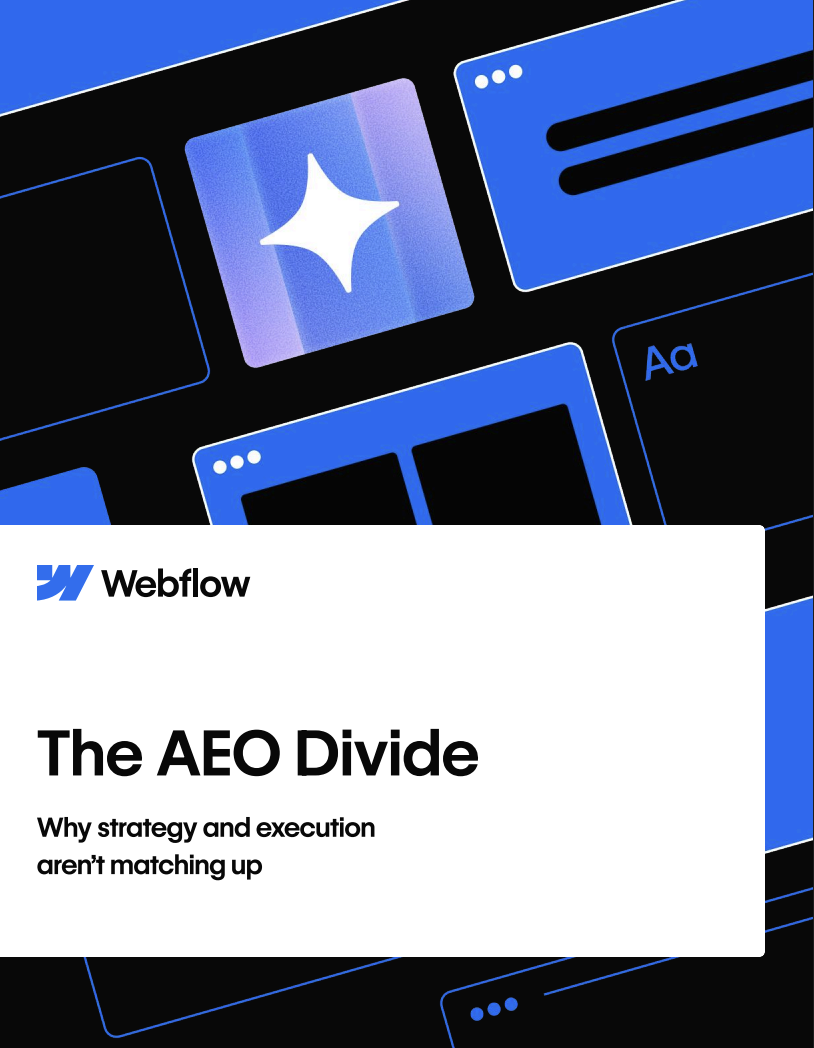 Aa
Webflow
The AEO Divide
Why strategy and execution
aren’t matching up